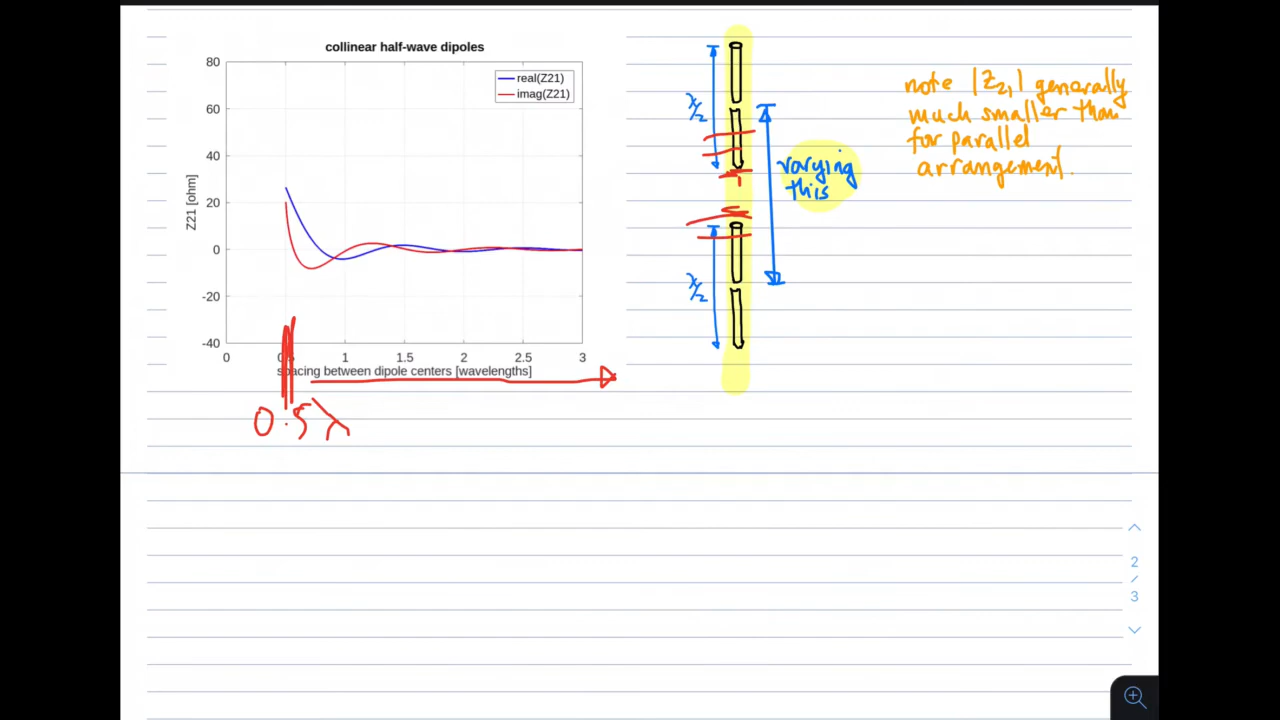 collinear half-wave dipoles
80
60
40
20
0
-20
-40
Z21 [ohm]
real(Z21)
imag(Z21)
0
0.5
1
1.5
2
2.5
3
spacing between dipole centers [wavelengths]
0.5λ
λ/2
λ/2
varying
this
note |Z21| generally
much smaller than
for parallel
arrangement.
2
/
3